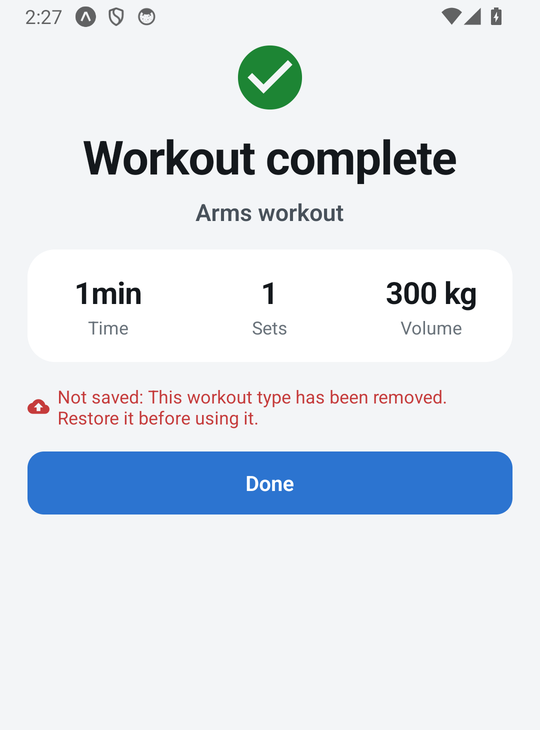 2:27
Workout complete
Arms workout
1min 1 300 kg
Time Sets Volume
Not saved: This workout type has been removed.
Restore it before using it.
Done